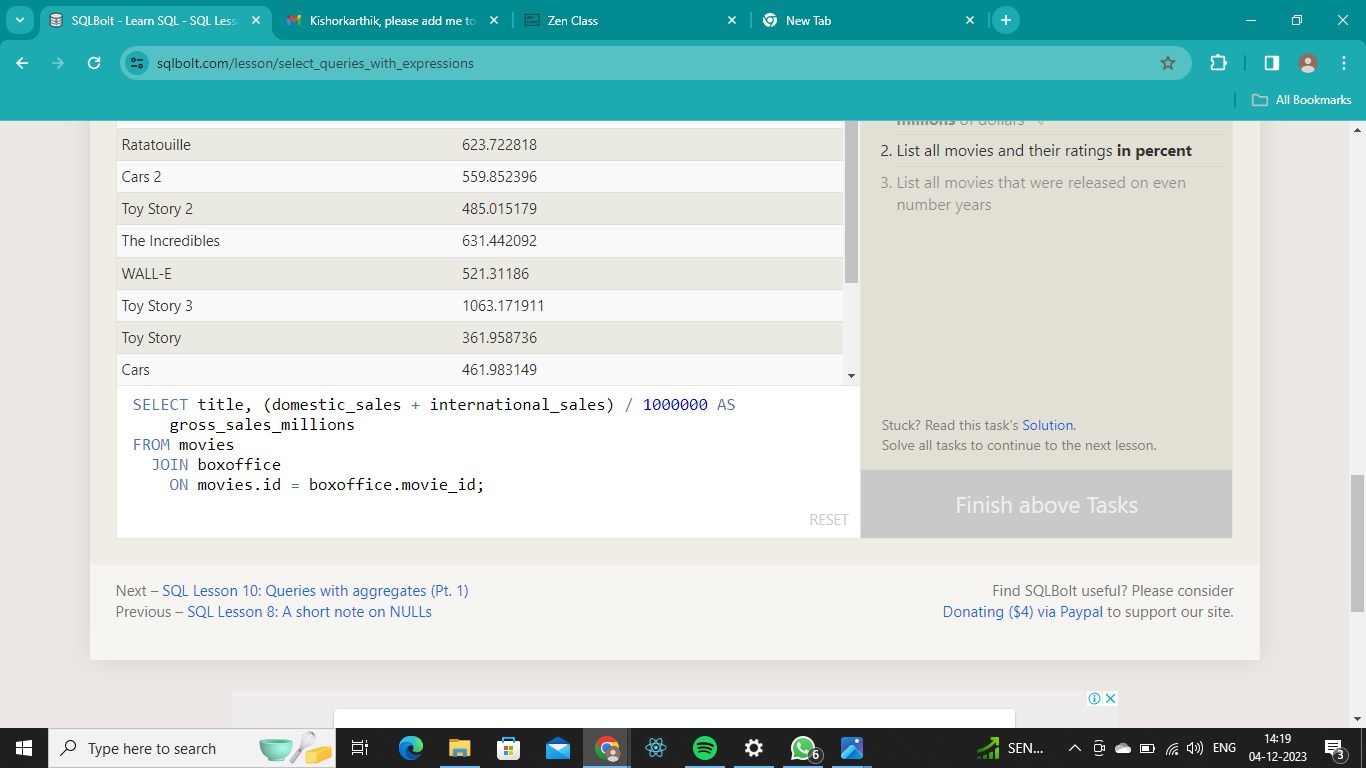 SQLBolt - Learn SQL - SQL Less
Kishorkarthik, please add me to
Zen Class
New Tab
sqlbolt.com/lesson/select_queries_with_expressions
All Bookmarks
Ratatouille 623.722818
Cars 2 559.852396
Toy Story 2 485.015179
The Incredibles 631.442092
WALL-E 521.31186
Toy Story 3 1063.171911
Toy Story 361.958736
Cars 461.983149
SELECT title, (domestic_sales + international_sales) / 1000000 AS
gross_sales_millions
FROM movies
JOIN boxoffice
ON movies.id = boxoffice.movie_id;
RESET
millions of dollars
2. List all movies and their ratings in percent
3. List all movies that were released on even
number years
Stuck? Read this task's Solution.
Solve all tasks to continue to the next lesson.
Finish above Tasks
Next – SQL Lesson 10: Queries with aggregates (Pt. 1)
Previous – SQL Lesson 8: A short note on NULLs
Find SQLBolt useful? Please consider
Donating ($4) via Paypal to support our site.
Type here to search
6
SEN...
ENG
14:19
04-12-2023
3